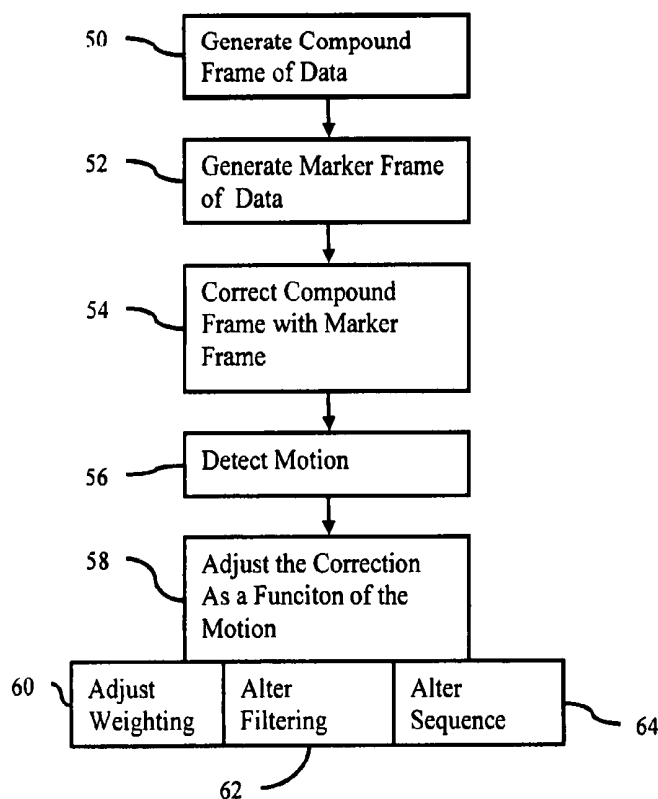 50
Generate Compound
Frame of Data
52
Generate Marker Frame
of Data
54
Correct Compound
Frame with Marker
Frame
56
Detect Motion
58
Adjust the Correction
As a Funciton of the
Motion
60
Adjust
Weighting
Alter
Filtering
Alter
Sequence
64
62